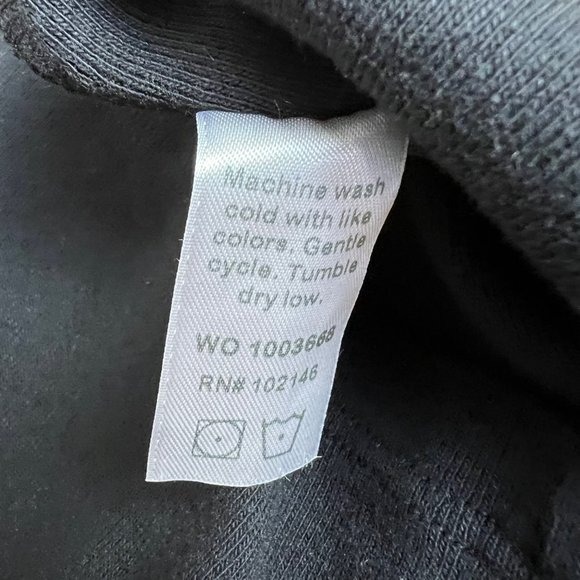 Machine wash
cold with like
colors. Gentle
cycle. Tumble
dry low.
WO 1003668
RN# 102146